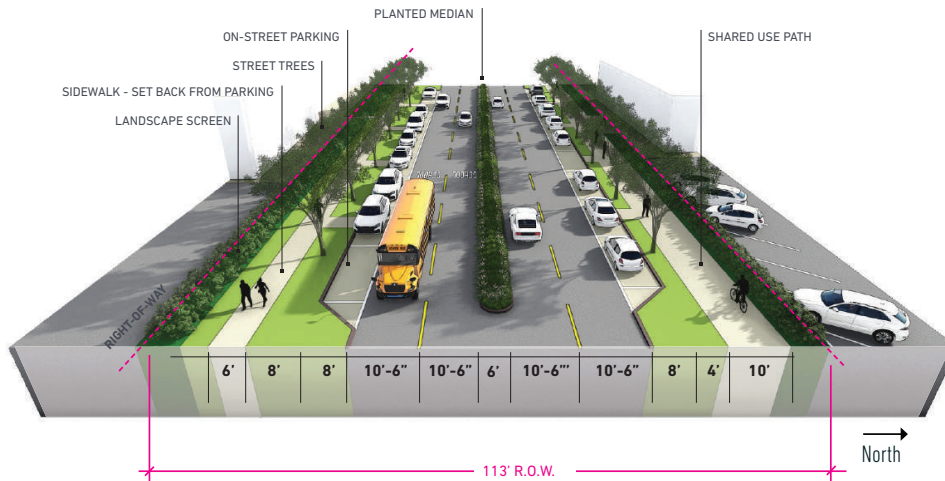 PLANTED MEDIAN
ON-STREET PARKING
SHARED USE PATH
STREET TREES
SIDEWALK - SET BACK FROM PARKING
LANDSCAPE SCREEN
RIGHT-OF-WAY
6' 8' 8' 10'-6" 10'-6" 6' 10'-6"' 10'-6" 8' 4' 10'
North
113' R.O.W.